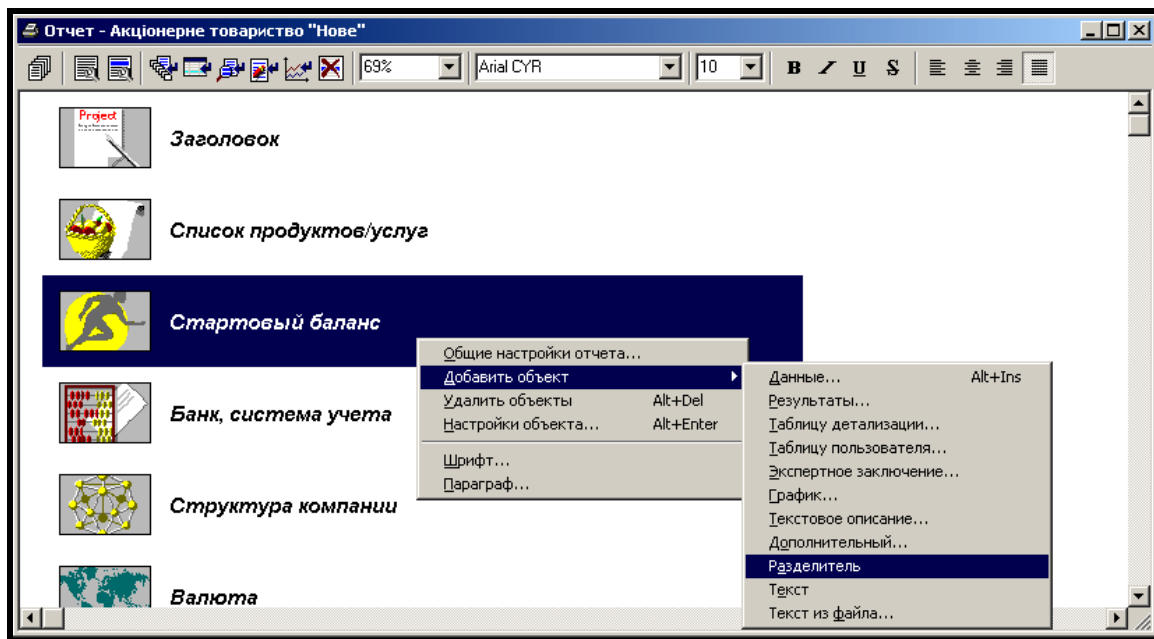 Отчет - Акціонерне товариство "Нове"
69% Arial CYR 10 B I U S
Project
Заголовок
Список продуктов/услуг
Стартовый баланс
Общие настройки отчета...
Добавить объект
Удалить объекты Alt+Del
Настройки объекта... Alt+Enter
Шрифт...
Параграф...
Данные... Alt+Ins
Результаты...
Таблицу детализации...
Таблицу пользователя...
Экспертное заключение...
График...
Текстовое описание...
Дополнительный...
Разделитель
Текст
Текст из файла...
Банк, система учета
Структура компании
Валюта